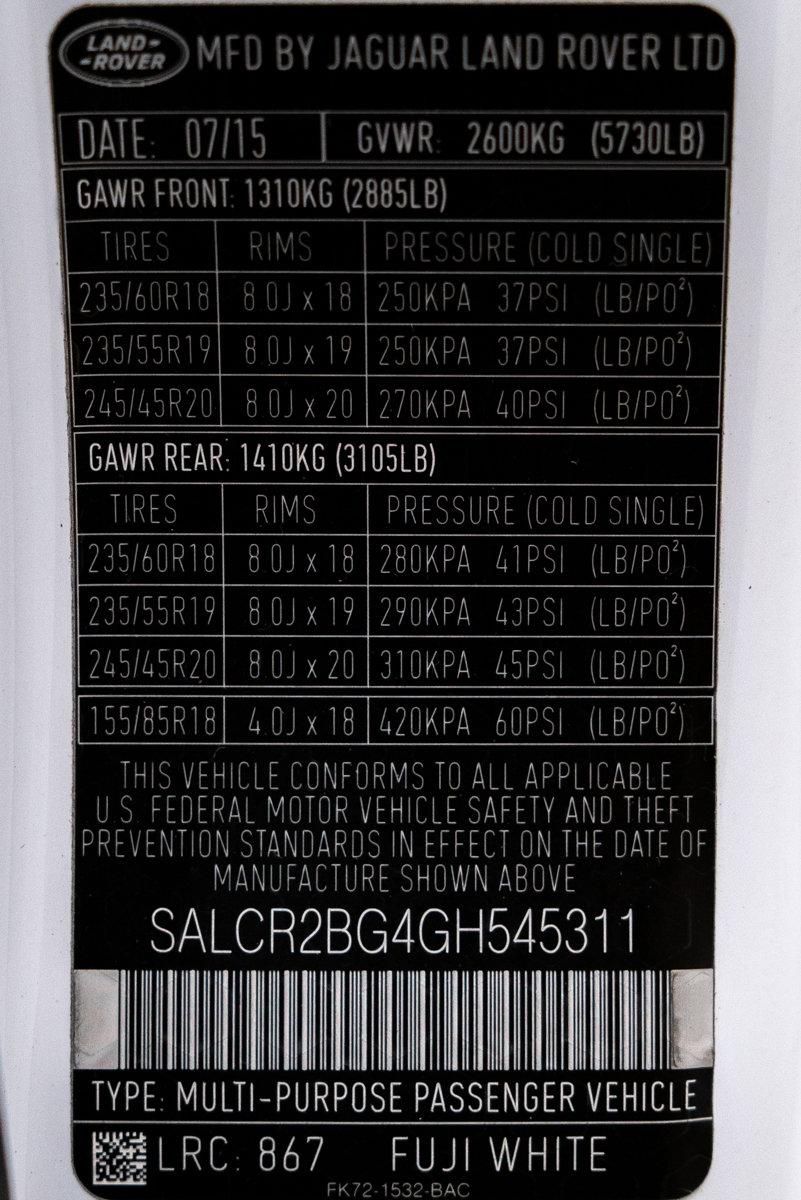 LAND-
-ROVER
MFD BY JAGUAR LAND ROVER LTD
DATE: 07/15 GVWR: 2600KG (5730LB)
GAWR FRONT: 1310KG (2885LB)
TIRES RIMS PRESSURE (COLD SINGLE)
235/60R18 8.0J x 18 250KPA 37PSI (LB/PO²)
235/55R19 8.0J x 19 250KPA 37PSI (LB/PO²)
245/45R20 8.0J x 20 270KPA 40PSI (LB/PO²)
GAWR REAR: 1410KG (3105LB)
TIRES RIMS PRESSURE (COLD SINGLE)
235/60R18 8.0J x 18 280KPA 41PSI (LB/PO²)
235/55R19 8.0J x 19 290KPA 43PSI (LB/PO²)
245/45R20 8.0J x 20 310KPA 45PSI (LB/PO²)
155/85R18 4.0J x 18 420KPA 60PSI (LB/PO²)
THIS VEHICLE CONFORMS TO ALL APPLICABLE
U.S. FEDERAL MOTOR VEHICLE SAFETY AND THEFT
PREVENTION STANDARDS IN EFFECT ON THE DATE OF
MANUFACTURE SHOWN ABOVE
SALCR2BG4GH545311
TYPE: MULTI-PURPOSE PASSENGER VEHICLE
LRC: 867 FUJI WHITE
FK72-1532-BAC